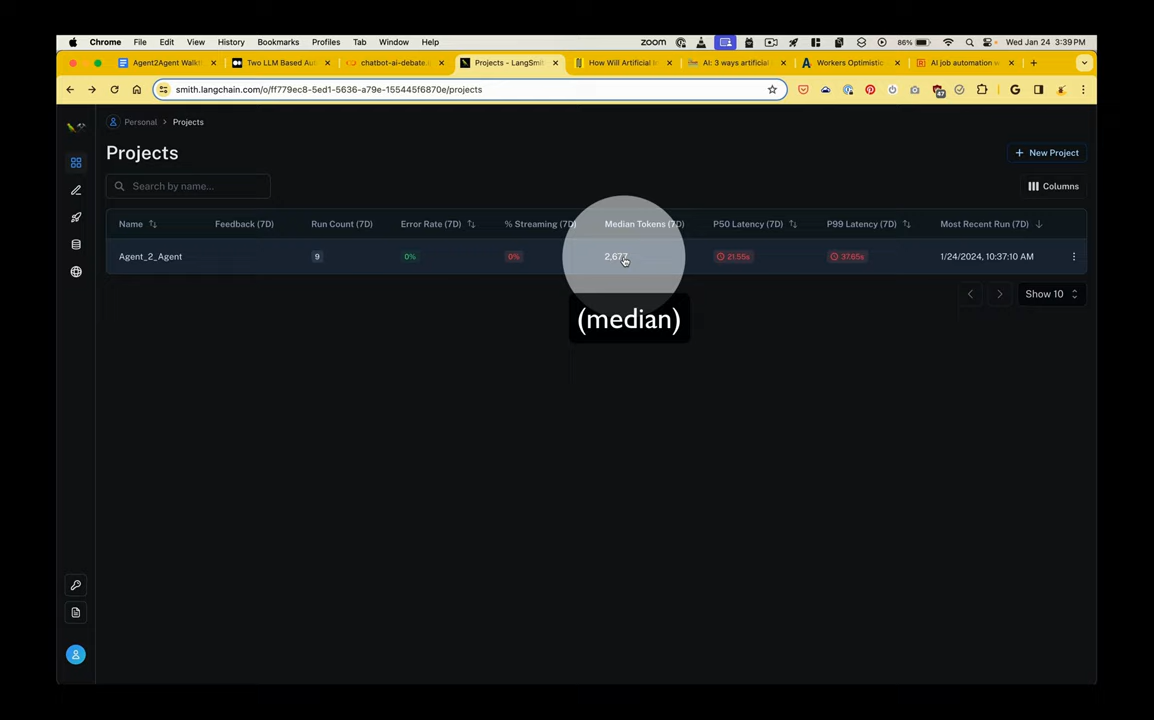 Chrome File Edit View History Bookmarks Profiles Tab Window Help zoom 86% Wed Jan 24 3:39 PM
Agent2Agent Walkt Two LLM Based Au chatbot-ai-debate.i Projects - LangSmit How Will Artificial In AI: 3 ways artificial Workers Optimistic AI job automation w
smith.langchain.com/o/ff779ec8-5ed1-5636-a79e-155445f6870e/projects 47
Personal > Projects
Projects
+ New Project
Search by name...
Columns
Name Feedback (7D) Run Count (7D) Error Rate (7D) % Streaming (7D) Median Tokens (7D) P50 Latency (7D) P99 Latency (7D) Most Recent Run (7D)
Agent_2_Agent 9 0% 0% 2,677 21.55s 37.65s 1/24/2024, 10:37:10 AM
Show 10
(median)